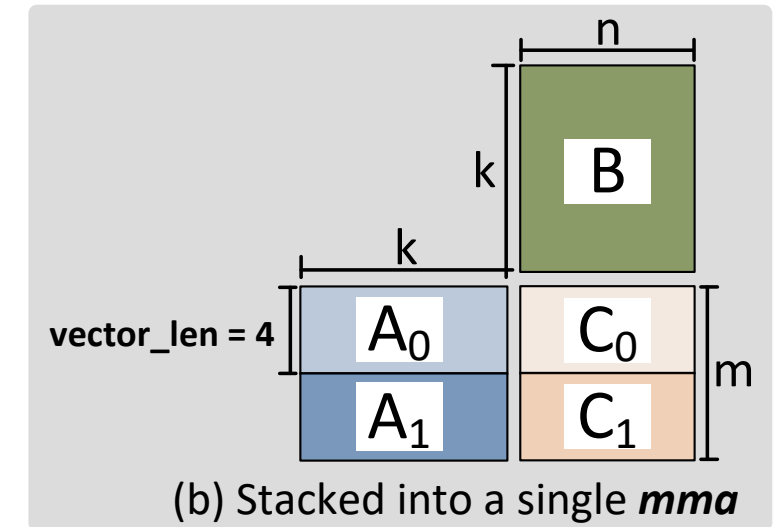 n
k
B
k
vector_len = 4
A₀
C₀
m
A₁
C₁
(b) Stacked into a single mma